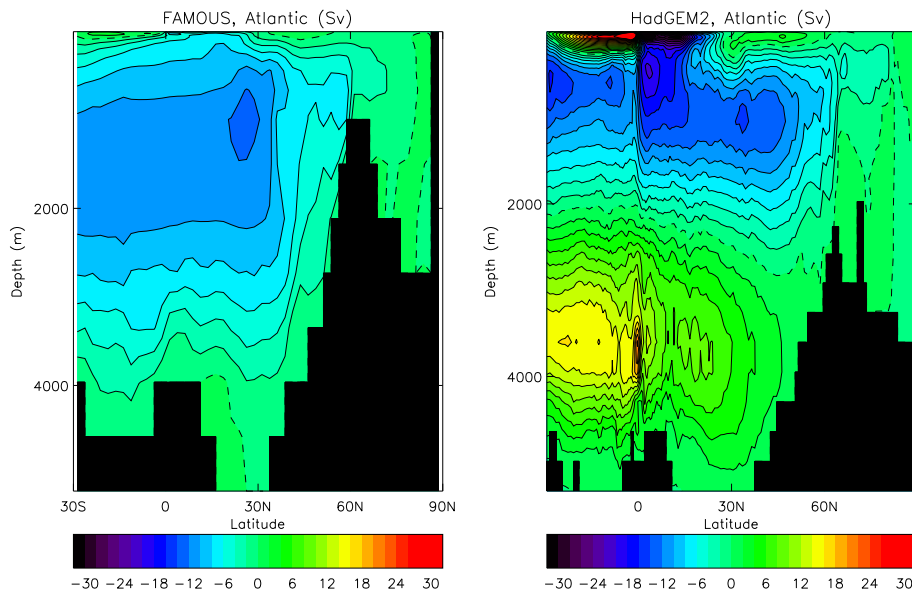 FAMOUS, Atlantic (Sv)
HadGEM2, Atlantic (Sv)
Depth (m)
2000
4000
30S 0 30N 60N 90N
Latitude
-30 -24 -18 -12 -6 0 6 12 18 24 30
Depth (m)
2000
4000
0 30N 60N
Latitude
-30 -24 -18 -12 -6 0 6 12 18 24 30